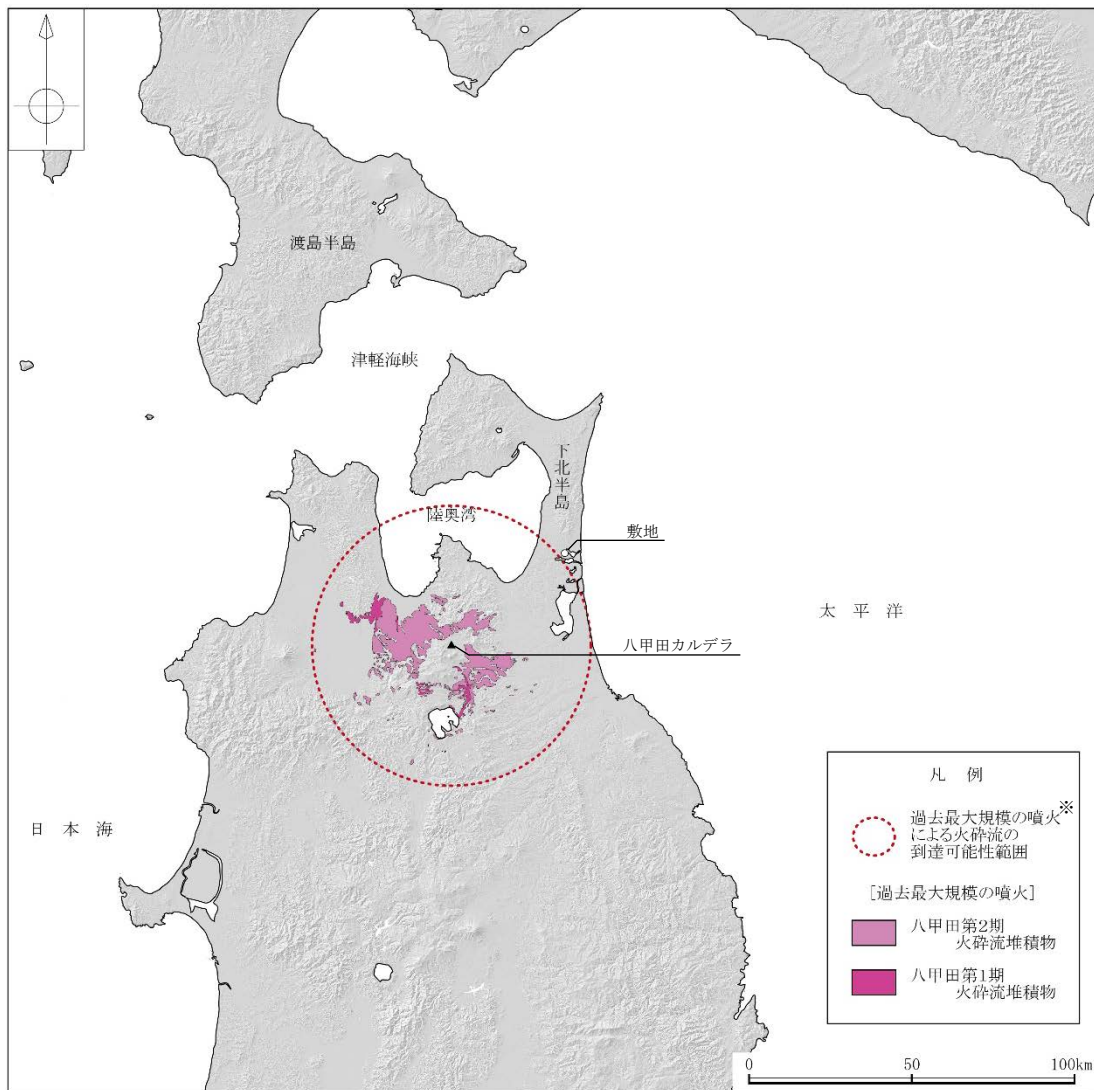 渡島半島
津軽海峡
下北半島
陸奥湾
敷地
太平洋
八甲田カルデラ
日本海
凡例
過去最大規模の噴火※
による火砕流の
到達可能性範囲
[過去最大規模の噴火]
八甲田第2期
火砕流堆積物
八甲田第1期
火砕流堆積物
0 50 100km